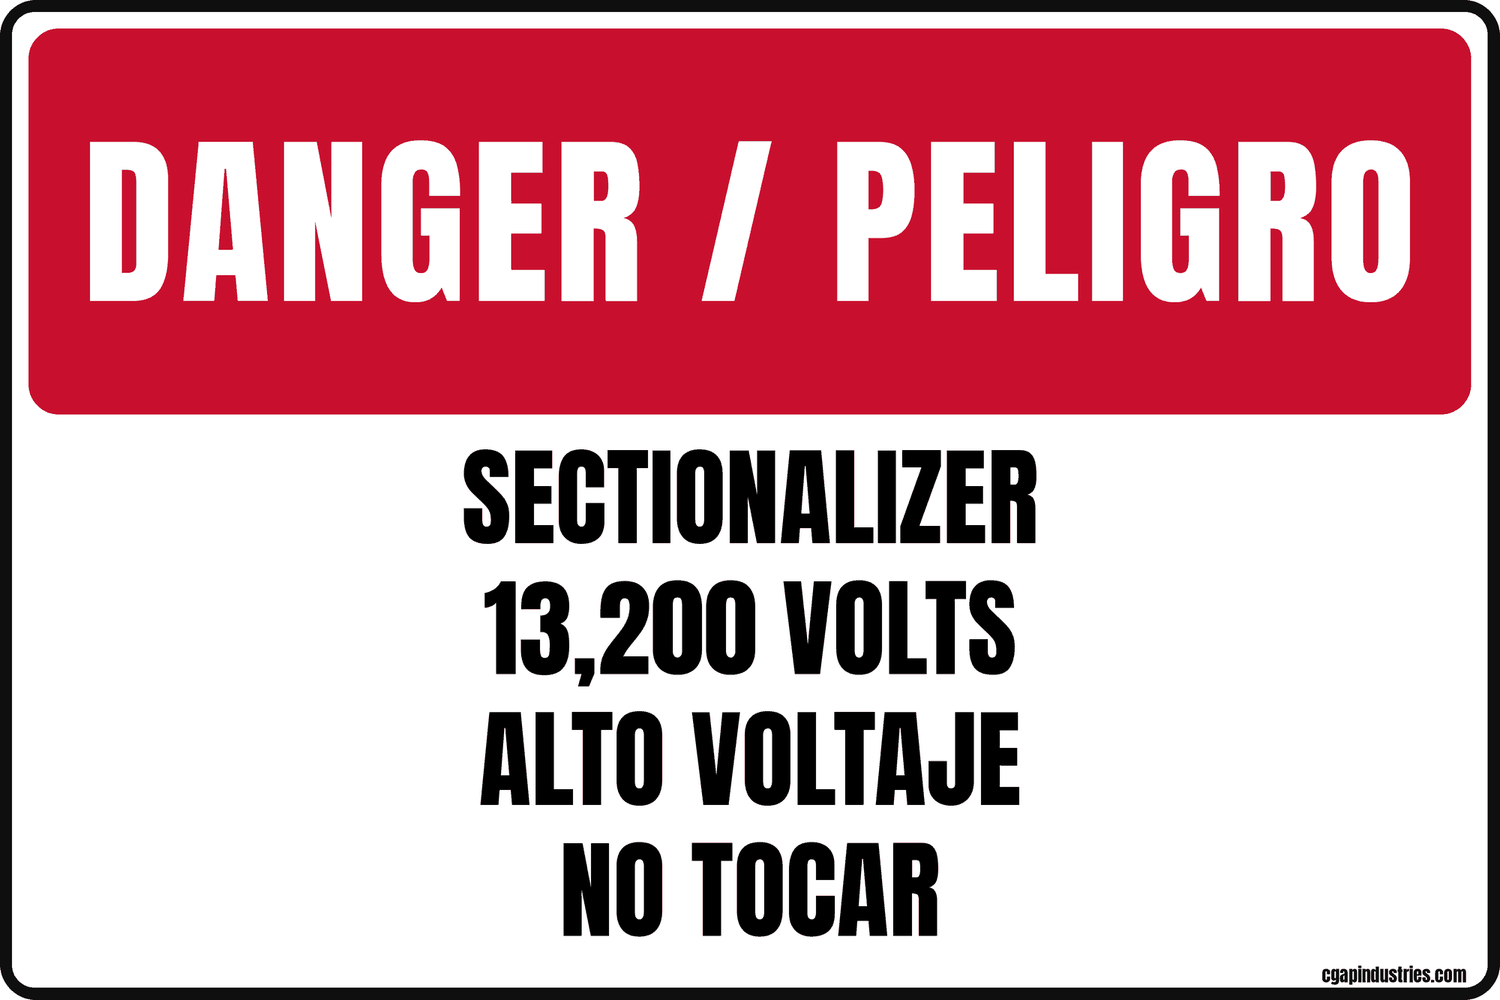 DANGER / PELIGRO
SECTIONALIZER
13,200 VOLTS
ALTO VOLTAJE
NO TOCAR
cgapindustries.com